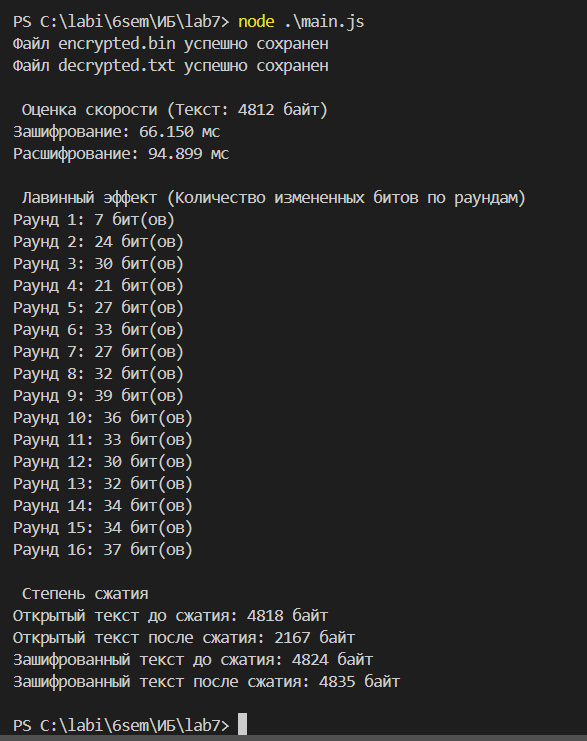 PS C:\labi\6sem\ИБ\lab7> node .\main.js
Файл encrypted.bin успешно сохранен
Файл decrypted.txt успешно сохранен
Оценка скорости (Текст: 4812 байт)
Зашифрование: 66.150 мс
Расшифрование: 94.899 мс
Лавинный эффект (Количество измененных битов по раундам)
Раунд 1: 7 бит(ов)
Раунд 2: 24 бит(ов)
Раунд 3: 30 бит(ов)
Раунд 4: 21 бит(ов)
Раунд 5: 27 бит(ов)
Раунд 6: 33 бит(ов)
Раунд 7: 27 бит(ов)
Раунд 8: 32 бит(ов)
Раунд 9: 39 бит(ов)
Раунд 10: 36 бит(ов)
Раунд 11: 33 бит(ов)
Раунд 12: 30 бит(ов)
Раунд 13: 32 бит(ов)
Раунд 14: 34 бит(ов)
Раунд 15: 34 бит(ов)
Раунд 16: 37 бит(ов)
Степень сжатия
Открытый текст до сжатия: 4818 байт
Открытый текст после сжатия: 2167 байт
Зашифрованный текст до сжатия: 4824 байт
Зашифрованный текст после сжатия: 4835 байт
PS C:\labi\6sem\ИБ\lab7>